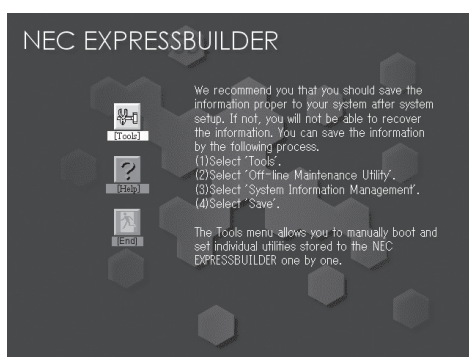 NEC EXPRESSBUILDER
[Tools]
[Help]
[End]
We recommend you that you should save the
information proper to your system after system
setup. If not, you will not be able to recover
the information. You can save the information
by the following process.
(1)Select 'Tools'.
(2)Select 'Off-line Maintenance Utility'.
(3)Select 'System Information Management'.
(4)Select 'Save'.
The Tools menu allows you to manually boot and
set individual utilities stored to the NEC
EXPRESSBUILDER one by one.